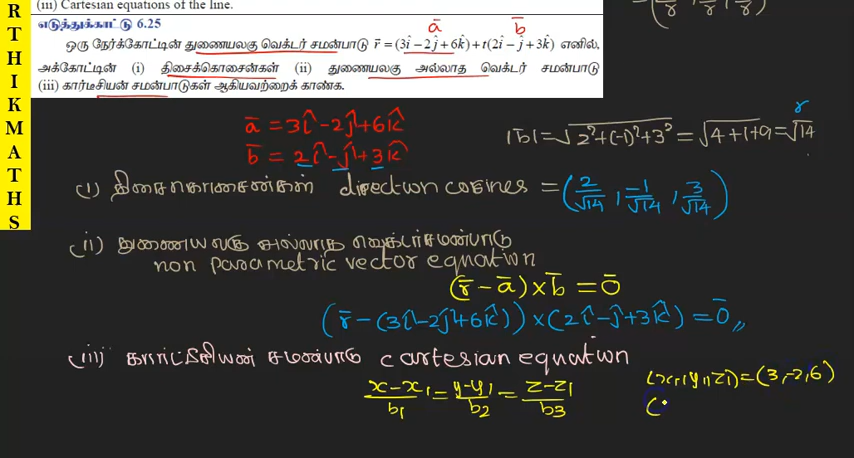 (iii) Cartesian equations of the line.
எடுத்துக்காட்டு 6.25
ஒரு நேர்க்கோட்டின் துணையலகு வெக்டர் சமன்பாடு r̄ = (3î − 2ĵ + 6k̂) + t(2î − ĵ + 3k̂) எனில்,
ā b̄
அக்கோட்டின் (i) திசைக்கொசைன்கள் (ii) துணையலகு அல்லாத வெக்டர் சமன்பாடு
(iii) கார்டீசியன் சமன்பாடுகள் ஆகியவற்றைக் காண்க.
RTHIKMATHS
ā = 3î − 2ĵ + 6k̂
b̄ = 2î − ĵ + 3k̂
|b̄| = √(2² + (−1)² + 3²) = √(4 + 1 + 9) = √14
r
(i) திசைகொசைன்கள் direction cosines = (2/√14, −1/√14, 3/√14)
(ii) துணையலகு அல்லாத வெக்டர் சமன்பாடு
non parametric vector equation
(r̄ − ā) × b̄ = 0̄
(r̄ − (3î − 2ĵ + 6k̂)) × (2î − ĵ + 3k̂) = 0̄ //
(iii) கார்ட்சியன் சமன்பாடு cartesian equation
(x − x₁)/b₁ = (y − y₁)/b₂ = (z − z₁)/b₃
(x₁, y₁, z₁) = (3, −2, 6)
(